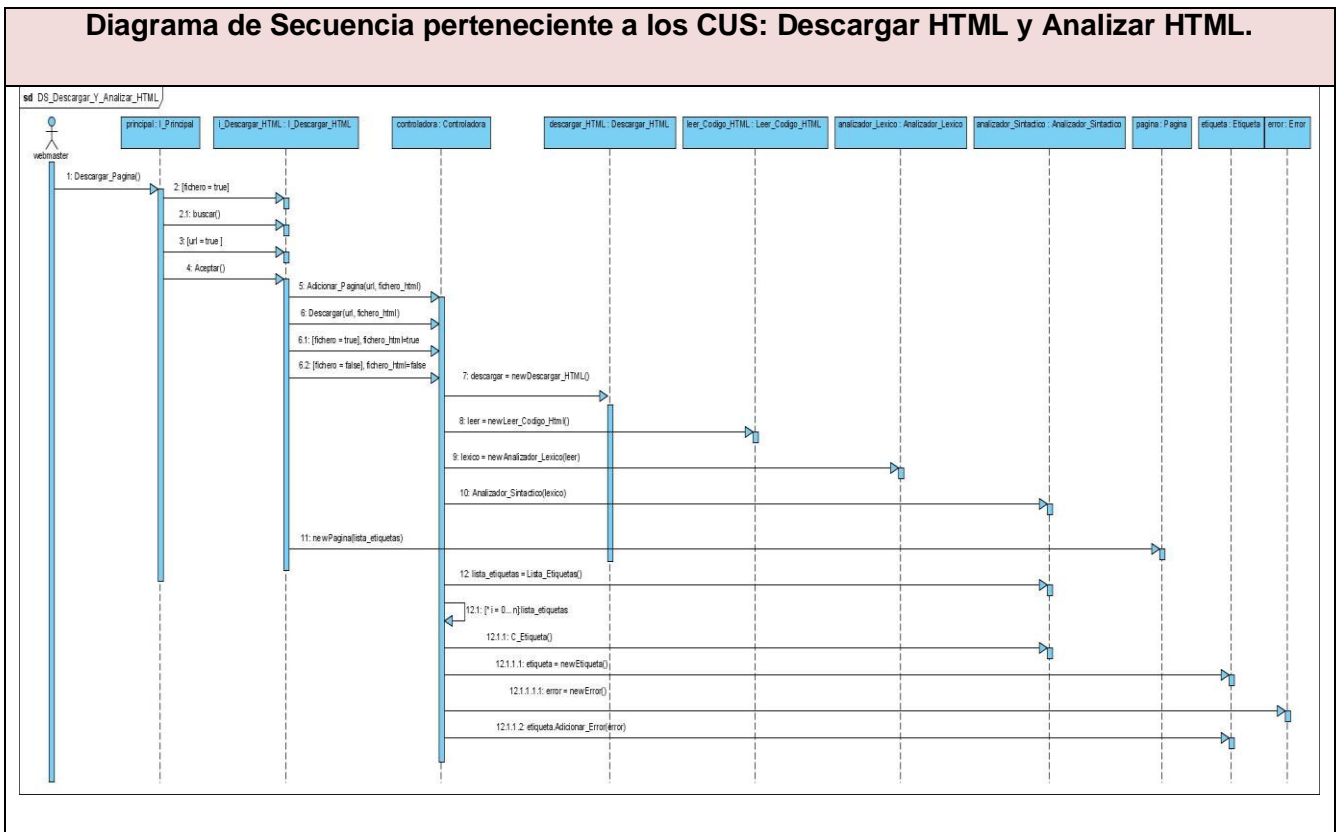 Diagrama de Secuencia perteneciente a los CUS: Descargar HTML y Analizar HTML.
sd DS_Descargar_Y_Analizar_HTML
webmaster
principal : I_Principal
i_Descargar_HTML : I_Descargar_HTML
controladora : Controladora
descargar_HTML : Descargar_HTML
leer_Codigo_HTML : Leer_Codigo_HTML
analizador_Lexico : Analizador_Lexico
analizador_Sintactico : Analizador_Sintactico
pagina : Pagina
etiqueta : Etiqueta
error : Error
1: Descargar_Pagina()
2: [fichero = true]
2.1: buscar()
3: [url = true ]
4: Aceptar()
5: Adicionar_Pagina(url, fichero_html)
6: Descargar(url, fichero_html)
6.1: [fichero = true], fichero_html=true
6.2: [fichero = false], fichero_html=false
7: descargar = newDescargar_HTML()
8: leer = newLeer_Codigo_Html()
9: lexico = newAnalizador_Lexico(leer)
10: Analizador_Sintactico(lexico)
11: newPagina(lista_etiquetas)
12: lista_etiquetas = Lista_Etiquetas()
12.1: [* i = 0... n]:lista_etiquetas
12.1.1: C_Etiqueta()
12.1.1.1: etiqueta = newEtiqueta()
12.1.1.1.1: error = newError()
12.1.1.2: etiqueta.Adicionar_Error(error)